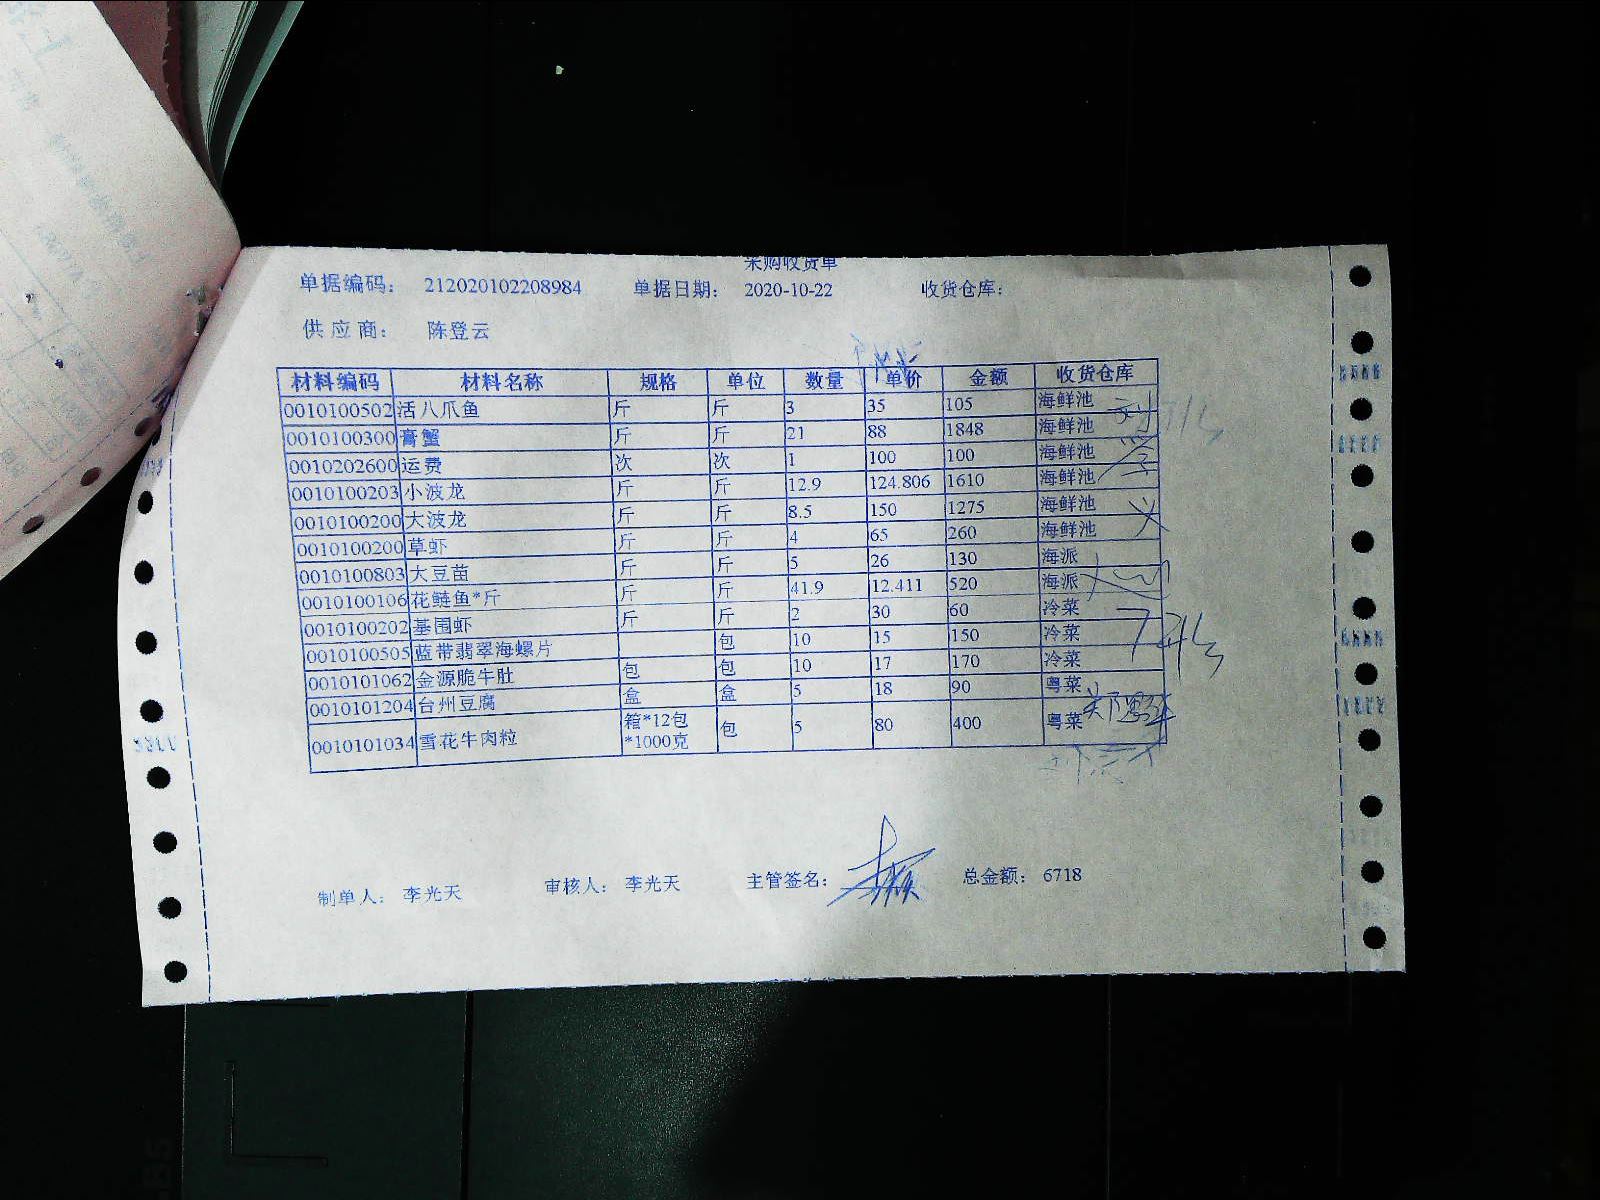 采购收货单
单据编码： 212020102208984 单据日期： 2020-10-22 收货仓库：
供应商： 陈登云
材料编码 材料名称 规格 单位 数量 单价 金额 收货仓库
0010100502 活八爪鱼 斤 斤 3 35 105 海鲜池
0010100300 膏蟹 斤 斤 21 88 1848 海鲜池
0010202600 运费 次 次 1 100 100 海鲜池
0010100203 小波龙 斤 斤 12.9 124.806 1610 海鲜池
0010100200 大波龙 斤 斤 8.5 150 1275 海鲜池
0010100200 草虾 斤 斤 4 65 260 海鲜池
0010100803 大豆苗 斤 斤 5 26 130 海派
0010100106 花鲢鱼*斤 斤 斤 41.9 12.411 520 海派
0010100202 基围虾 斤 斤 2 30 60 冷菜
0010100505 蓝带翡翠海螺片 包 10 15 150 冷菜
0010101062 金源脆牛肚 包 包 10 17 170 冷菜
0010101204 台州豆腐 盒 盒 5 18 90 粤菜
0010101034 雪花牛肉粒 箱*12包*1000克 包 5 80 400 粤菜
制单人： 李光天 审核人： 李光天 主管签名： 总金额： 6718